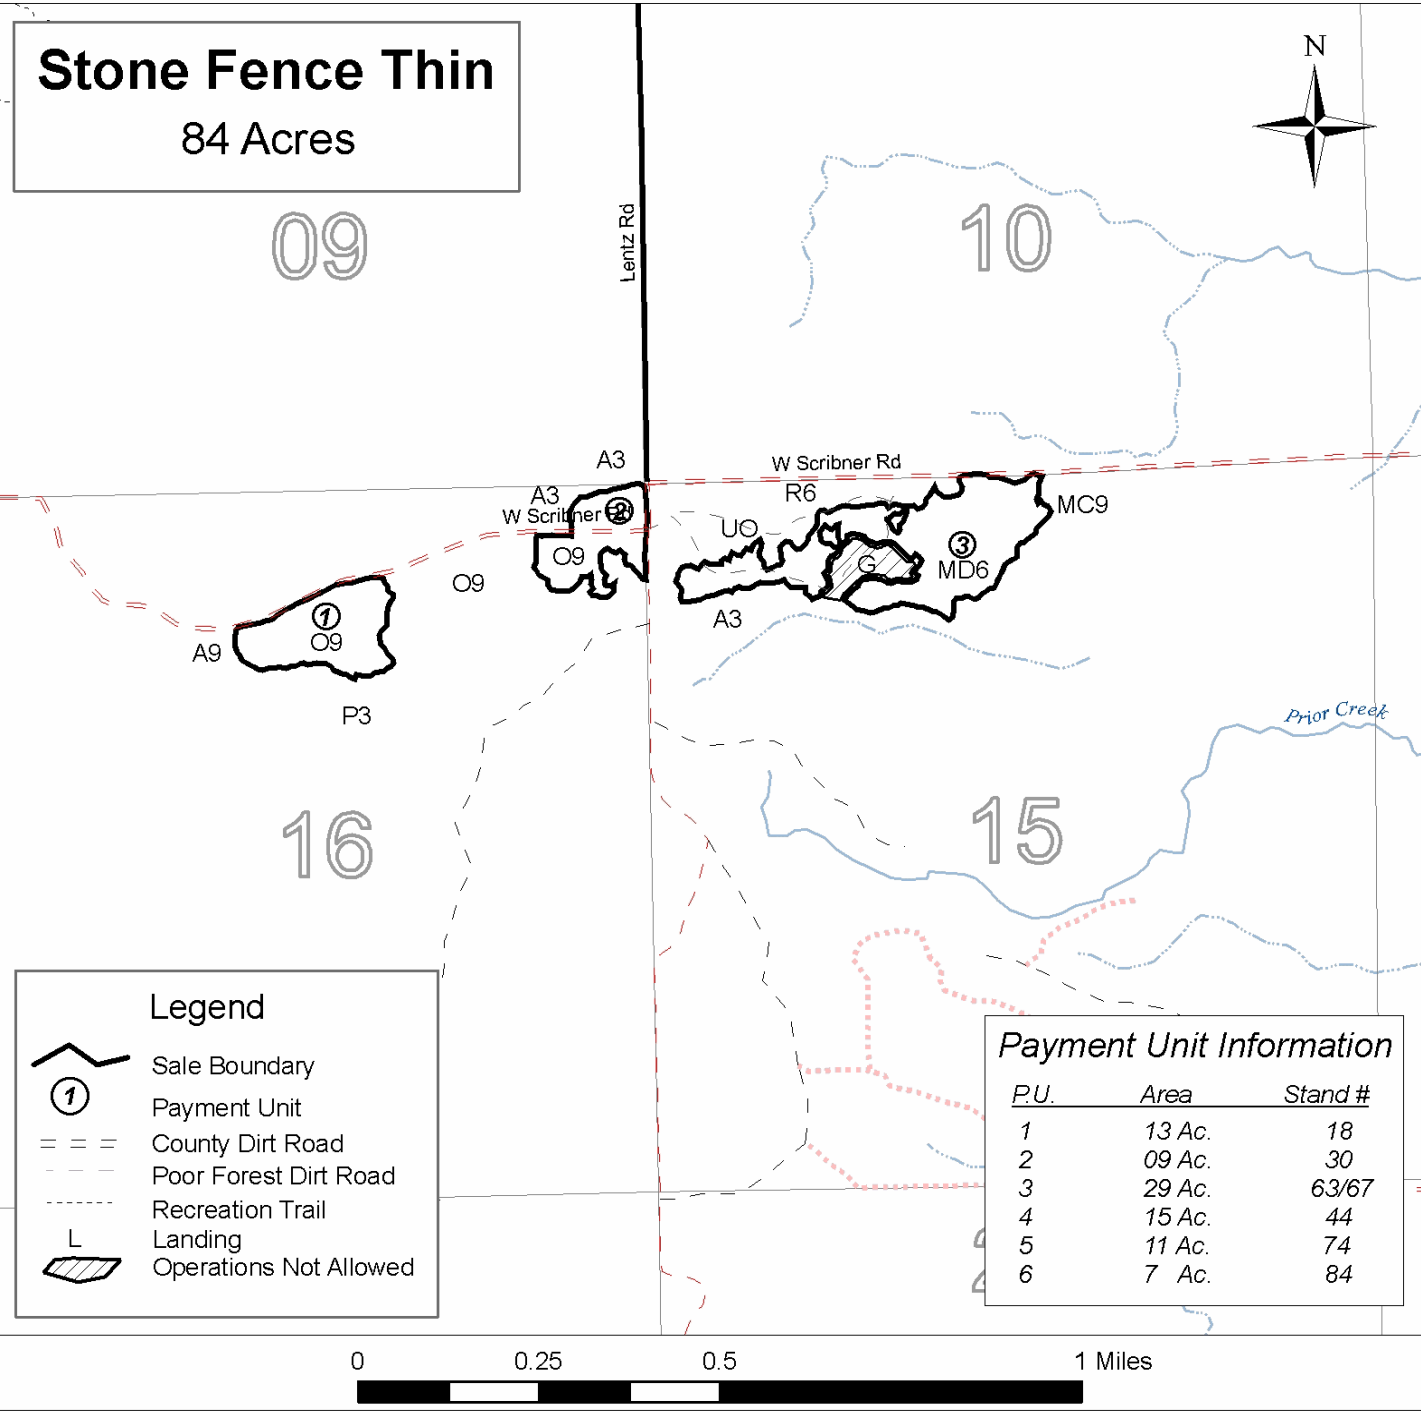 Stone Fence Thin
84 Acres
N
09
10
Lentz Rd
A3
W Scribner Rd
A3
R6
MC9
W Scribner
2
UO
3
O9
G
MD6
O9
1
O9
A3
A9
P3
Prior Creek
16
15
Legend
Sale Boundary
1 Payment Unit
County Dirt Road
Poor Forest Dirt Road
Recreation Trail
L Landing
Operations Not Allowed
Payment Unit Information
P.U. Area Stand #
1 13 Ac. 18
2 09 Ac. 30
3 29 Ac. 63/67
4 15 Ac. 44
5 11 Ac. 74
6 7 Ac. 84
0 0.25 0.5 1 Miles